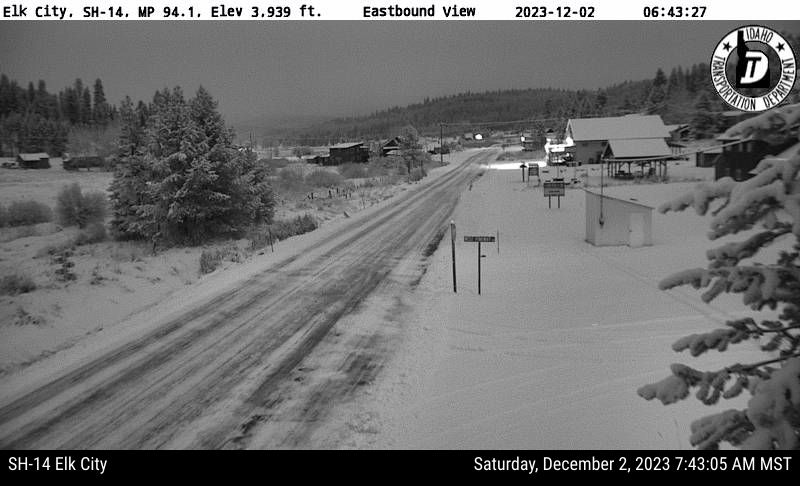 Elk City, SH-14, MP 94.1, Elev 3,939 ft. Eastbound View 2023-12-02 06:43:27
IDAHO
TRANSPORTATION DEPARTMENT
SH-14 Elk City Saturday, December 2, 2023 7:43:05 AM MST